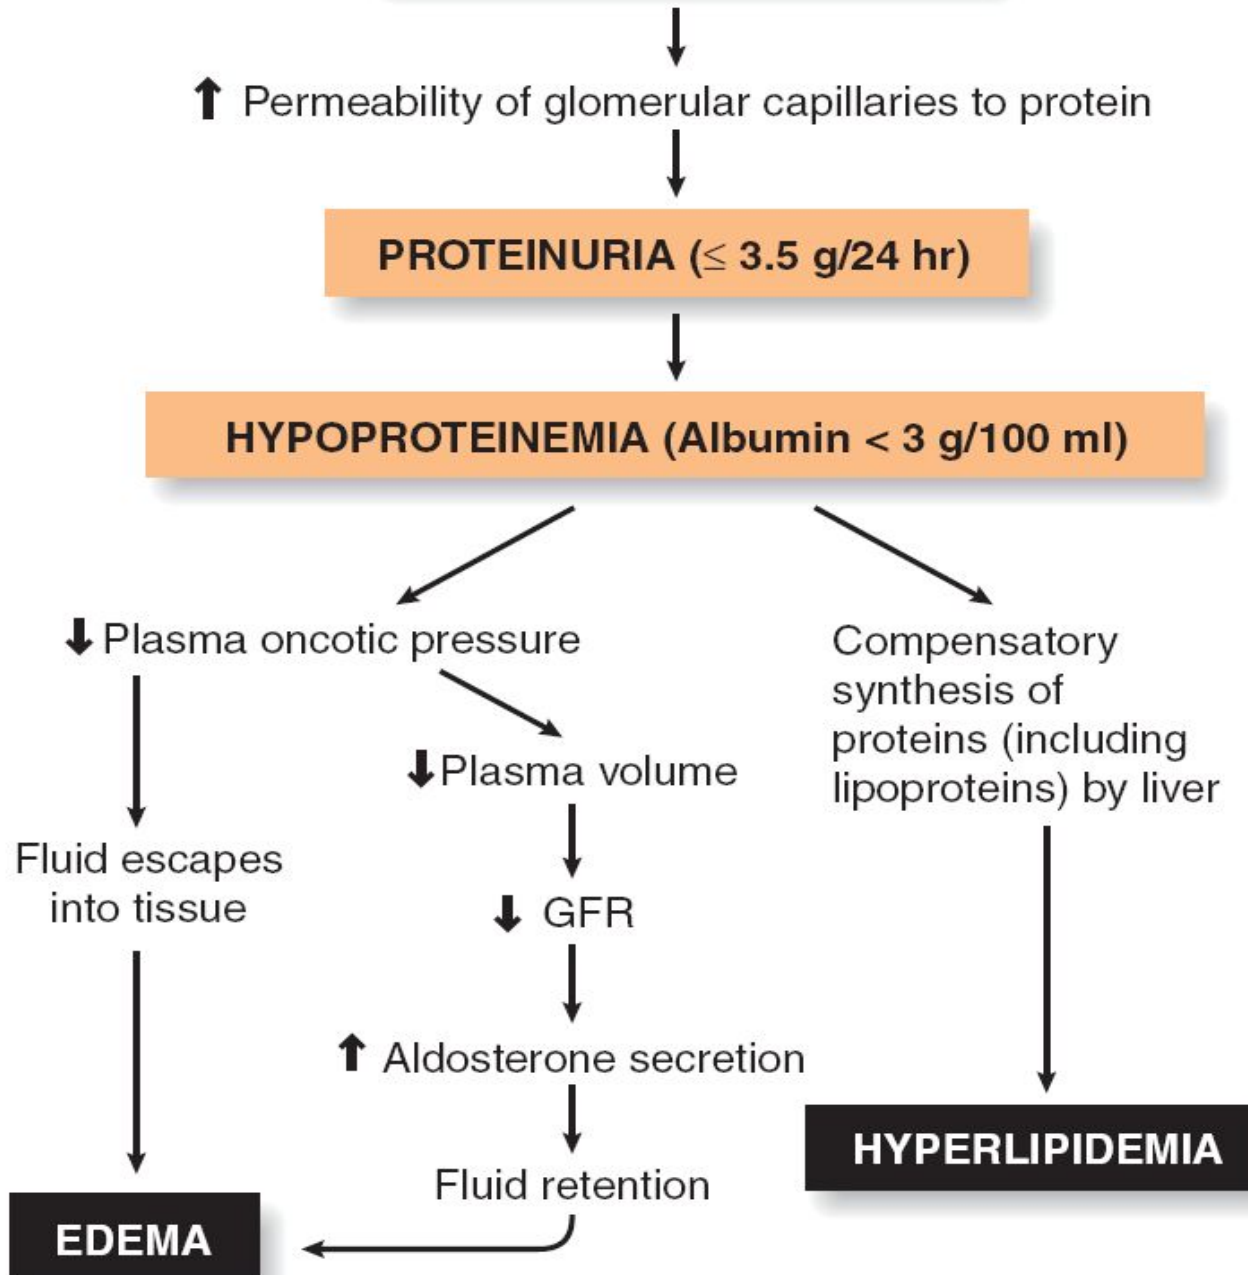 Permeability of glomerular capillaries to protein
PROTEINURIA (≤ 3.5 g/24 hr)
HYPOPROTEINEMIA (Albumin < 3 g/100 ml)
Plasma oncotic pressure
Compensatory
synthesis of
proteins (including
lipoproteins) by liver
Plasma volume
Fluid escapes
into tissue
GFR
Aldosterone secretion
Fluid retention
HYPERLIPIDEMIA
EDEMA